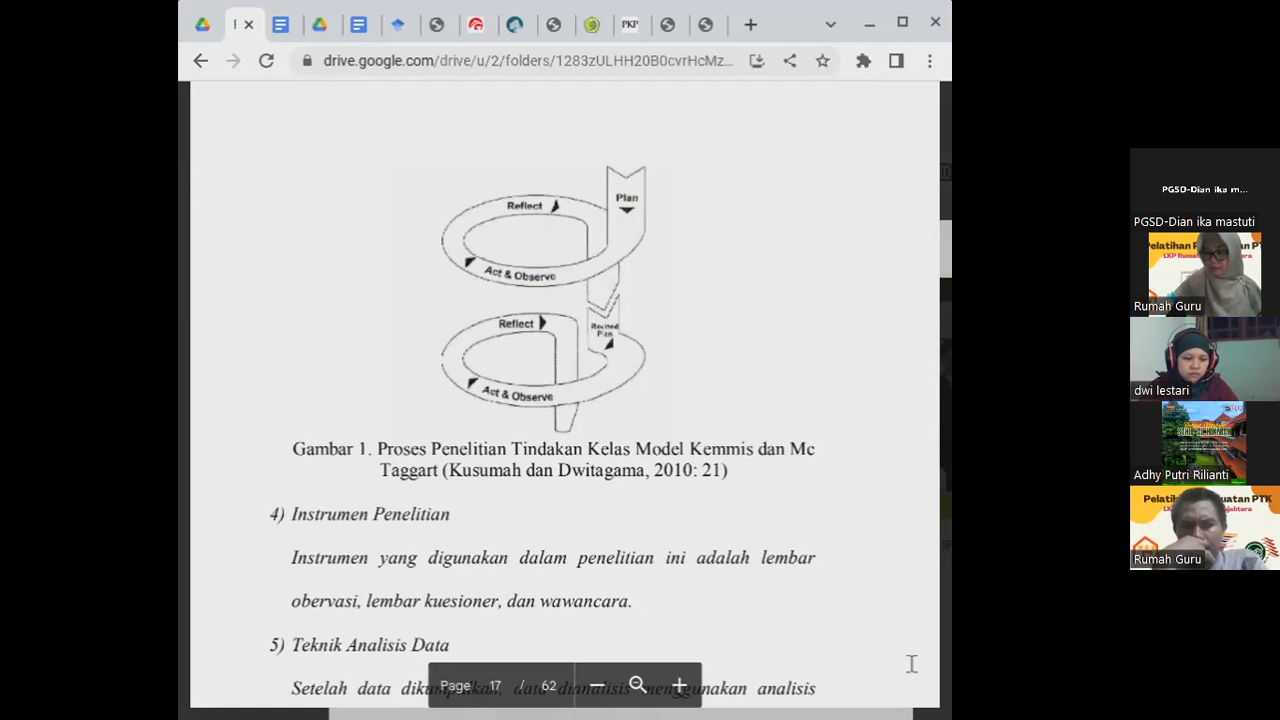 PKP
drive.google.com/drive/u/2/folders/1283zULHH20B0cvrHcMz...
Plan
Reflect
Act & Observe
Reflect
Revised
Plan
Act & Observe
Gambar 1. Proses Penelitian Tindakan Kelas Model Kemmis dan Mc
Taggart (Kusumah dan Dwitagama, 2010: 21)
4) Instrumen Penelitian
Instrumen yang digunakan dalam penelitian ini adalah lembar
obervasi, lembar kuesioner, dan wawancara.
5) Teknik Analisis Data
Setelah data dikumpulkan, data dianalisis menggunakan analisis
Page 17 / 62
PGSD-Dian ika m...
PGSD-Dian ika mastuti
Pelatihan
Rumah Guru
dwi lestari
Adhy Putri Rilianti
Rumah Guru